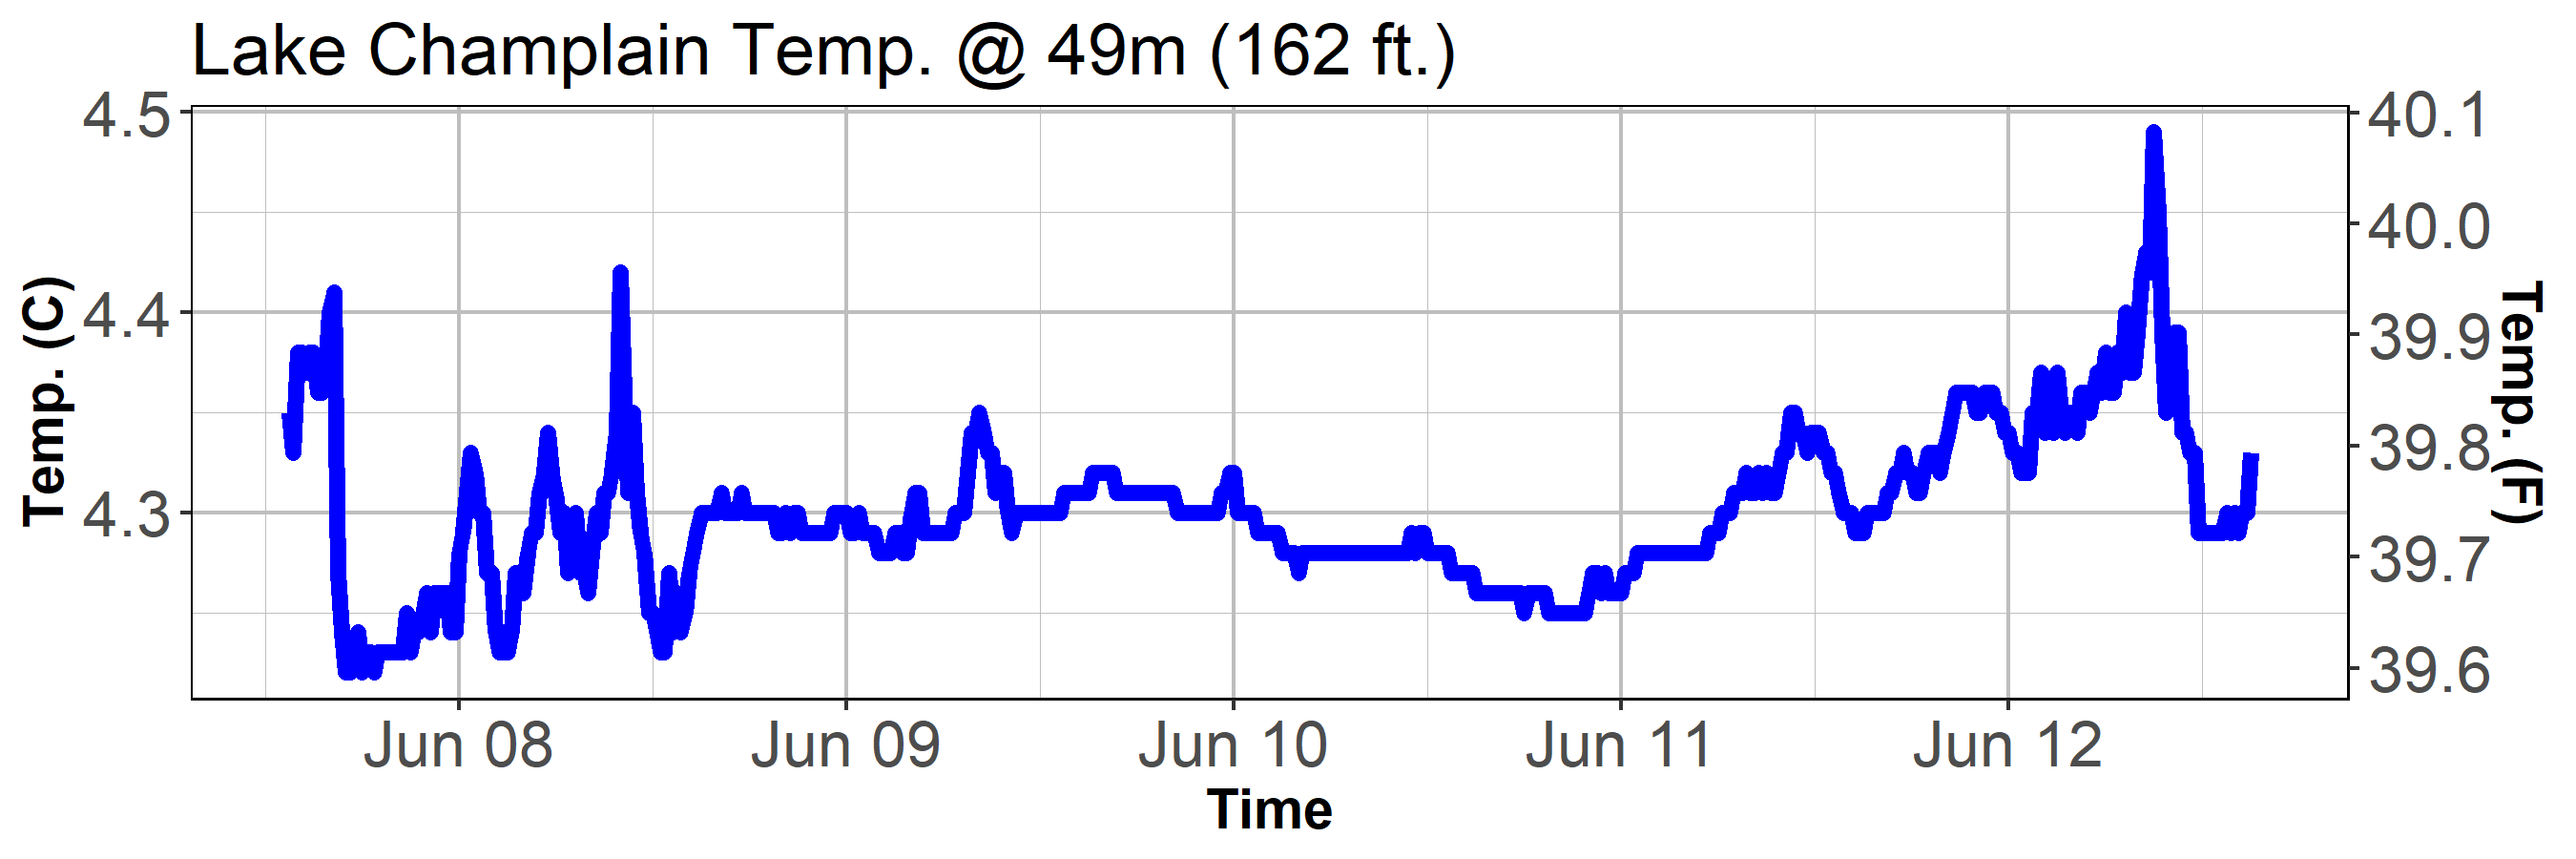 Lake Champlain Temp. @ 49m (162 ft.)
4.5
4.4
4.3
Temp. (C)
40.1
40.0
39.9
39.8
39.7
39.6
Temp. (F)
Jun 08
Jun 09
Jun 10
Jun 11
Jun 12
Time